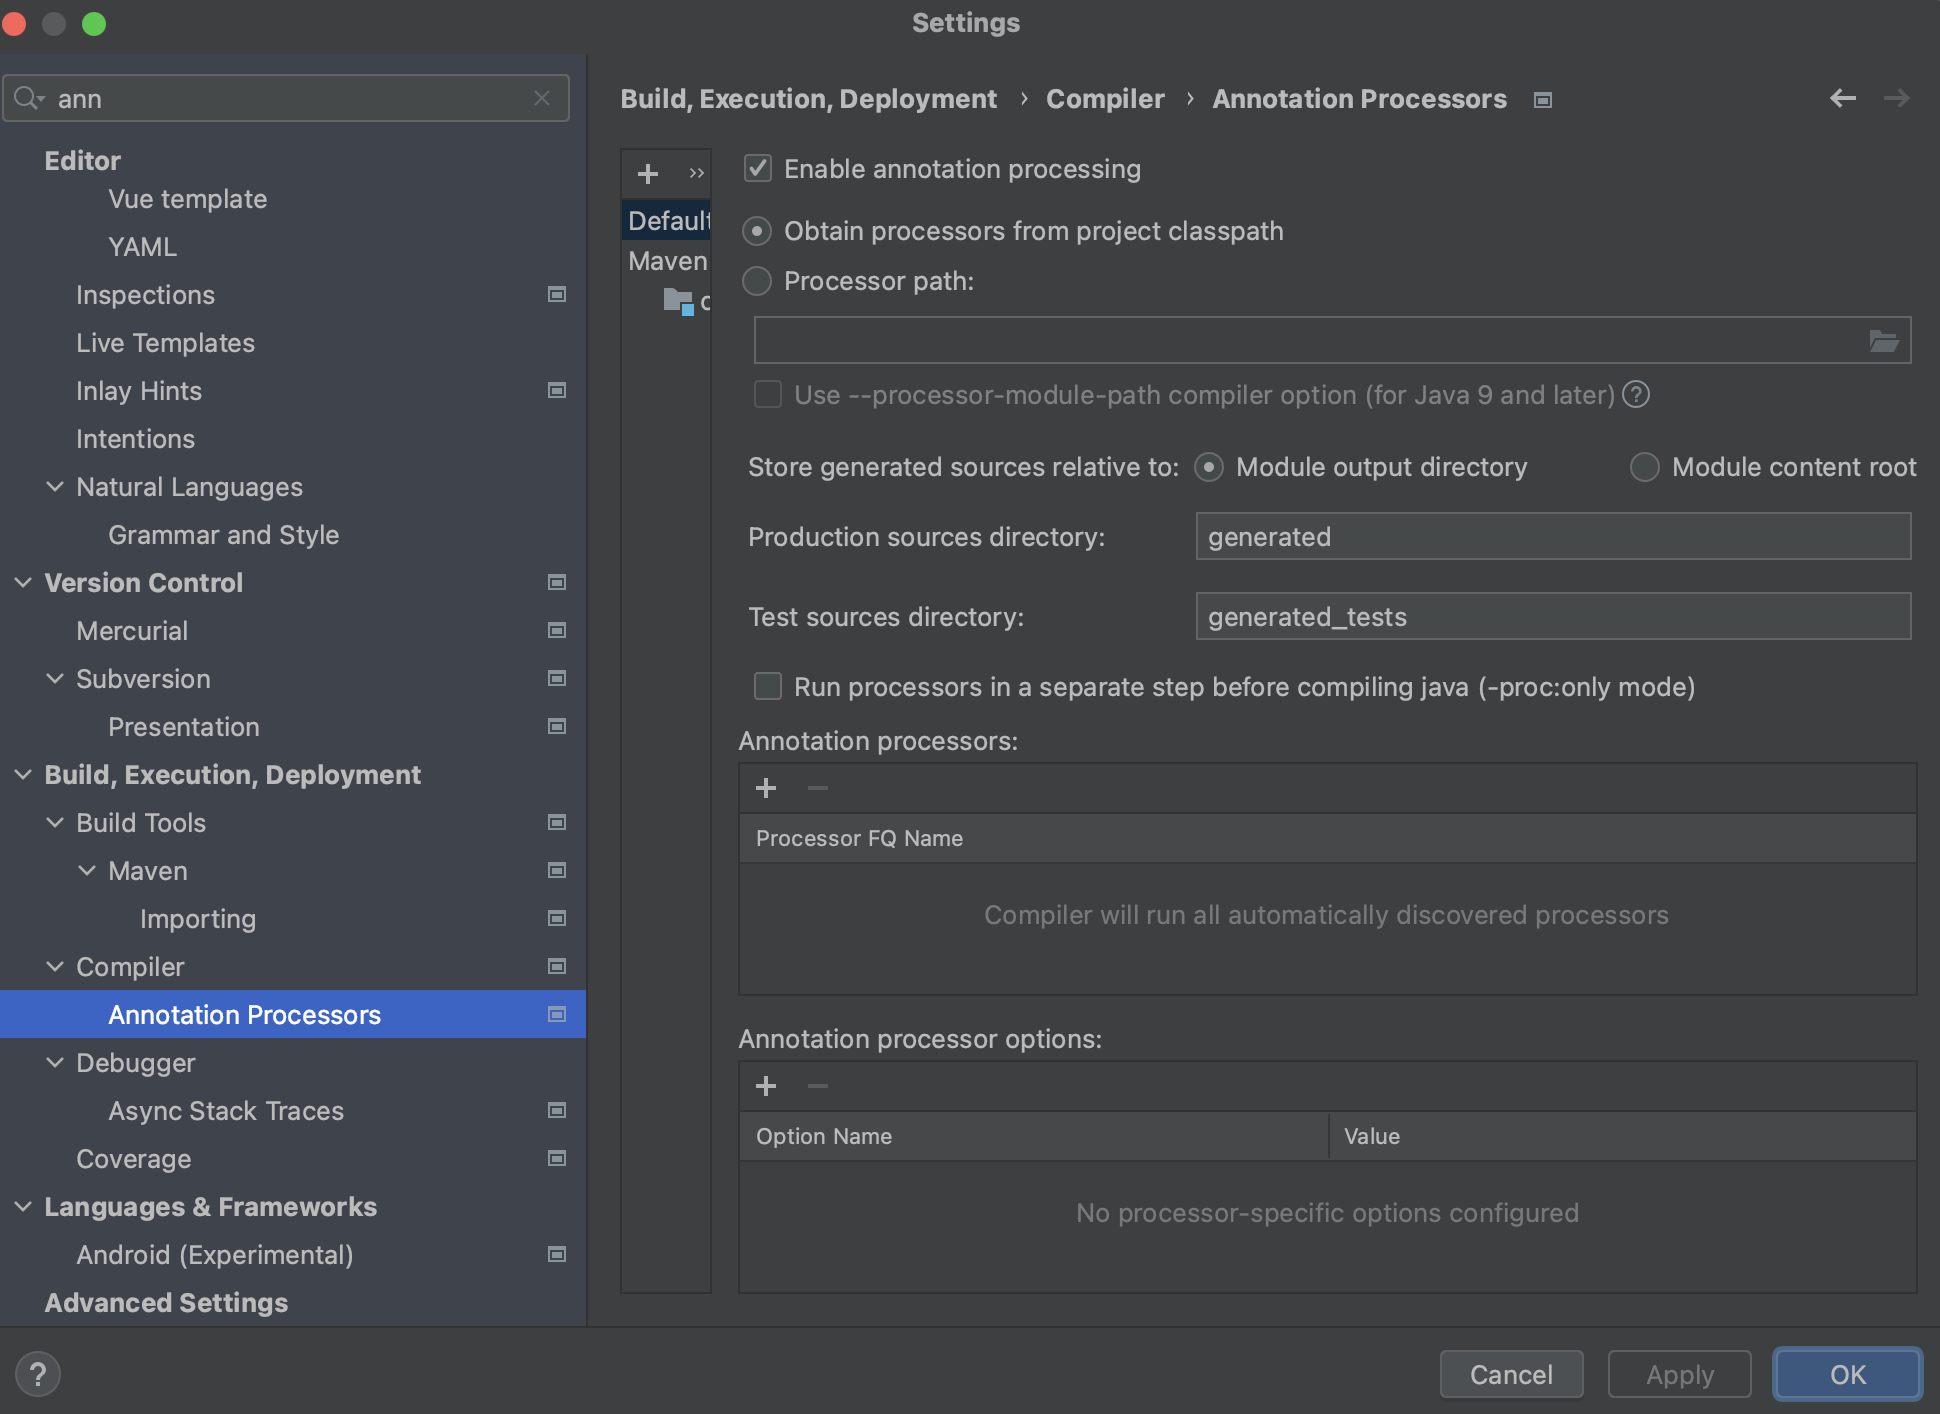 Settings
ann
Editor
Vue template
YAML
Inspections
Live Templates
Inlay Hints
Intentions
Natural Languages
Grammar and Style
Version Control
Mercurial
Subversion
Presentation
Build, Execution, Deployment
Build Tools
Maven
Importing
Compiler
Annotation Processors
Debugger
Async Stack Traces
Coverage
Languages & Frameworks
Android (Experimental)
Advanced Settings
Build, Execution, Deployment › Compiler › Annotation Processors
Default
Maven
Enable annotation processing
Obtain processors from project classpath
Processor path:
Use --processor-module-path compiler option (for Java 9 and later) ?
Store generated sources relative to: Module output directory Module content root
Production sources directory: generated
Test sources directory: generated_tests
Run processors in a separate step before compiling java (-proc:only mode)
Annotation processors:
Processor FQ Name
Compiler will run all automatically discovered processors
Annotation processor options:
Option Name Value
No processor-specific options configured
? Cancel Apply OK